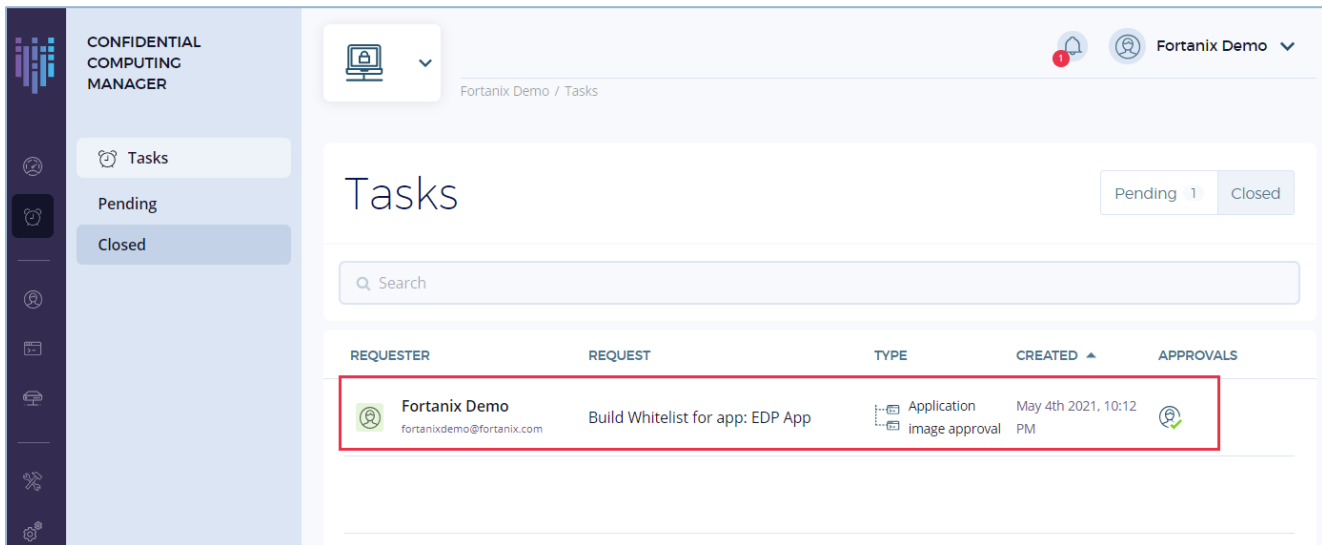 CONFIDENTIAL
COMPUTING
MANAGER
Tasks
Pending
Closed
1
Fortanix Demo
Fortanix Demo / Tasks
Tasks
Pending 1 Closed
Search
REQUESTER REQUEST TYPE CREATED APPROVALS
Fortanix Demo
fortanixdemo@fortanix.com
Build Whitelist for app: EDP App
Application
image approval
May 4th 2021, 10:12
PM